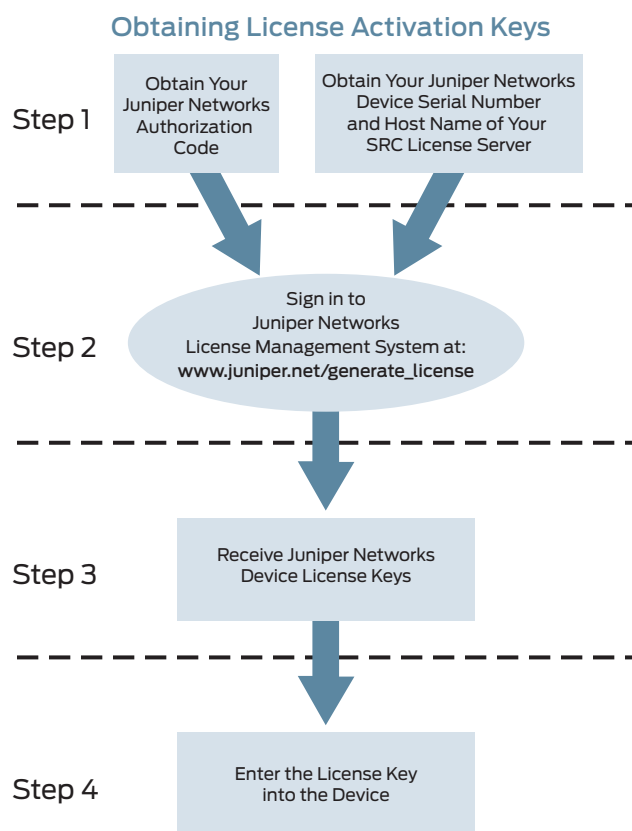 Obtaining License Activation Keys
Step 1
Obtain Your
Juniper Networks
Authorization
Code
Obtain Your Juniper Networks
Device Serial Number
and Host Name of Your
SRC License Server
Step 2
Sign in to
Juniper Networks
License Management System at:
www.juniper.net/generate_license
Step 3
Receive Juniper Networks
Device License Keys
Step 4
Enter the License Key
into the Device